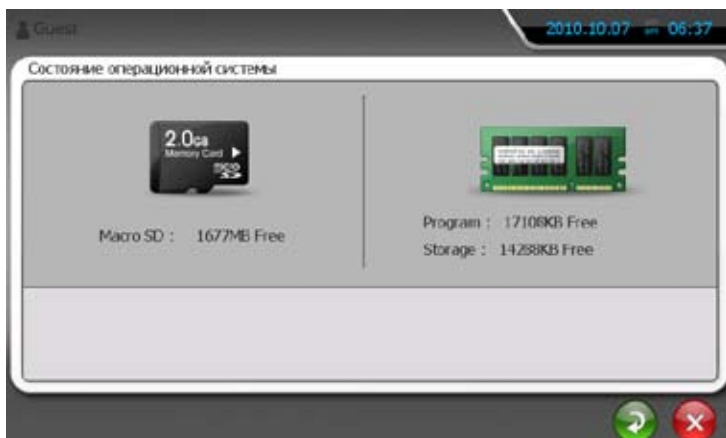 Guest
2010.10.07 am 06:37
Состояние операционной системы
2.0GB
Memory Card
micro
SD
Macro SD : 1677MB Free
Program : 17108KB Free
Storage : 14288KB Free